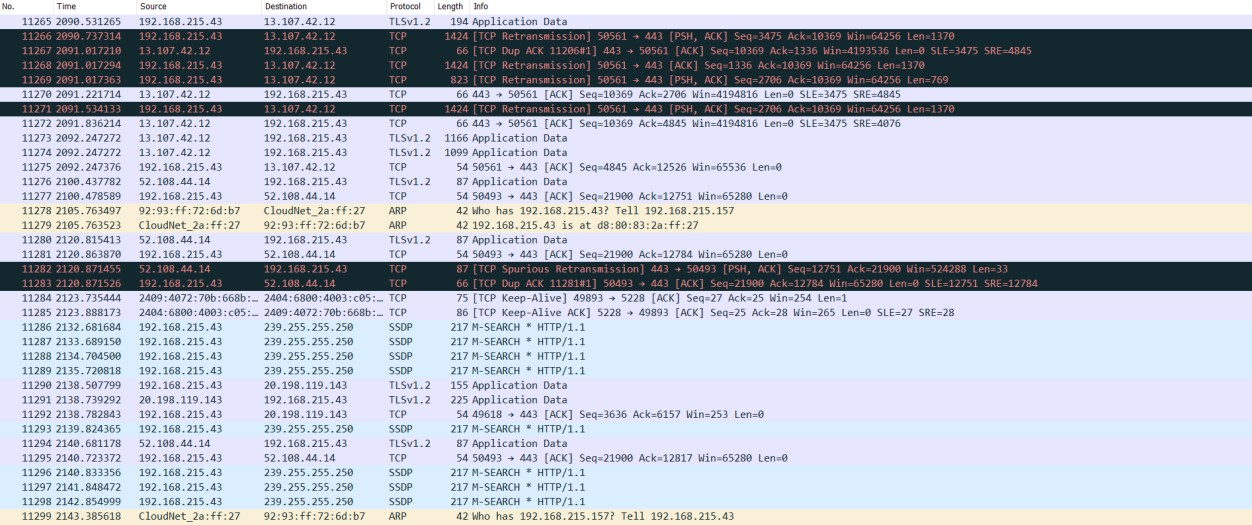 No. Time Source Destination Protocol Length Info
11265 2090.531265 192.168.215.43 13.107.42.12 TLSv1.2 194 Application Data
11266 2090.737314 192.168.215.43 13.107.42.12 TCP 1424 [TCP Retransmission] 50561 → 443 [PSH, ACK] Seq=3475 Ack=10369 Win=64256 Len=1370
11267 2091.017210 13.107.42.12 192.168.215.43 TCP 66 [TCP Dup ACK 11206#1] 443 → 50561 [ACK] Seq=10369 Ack=1336 Win=4193536 Len=0 SLE=3475 SRE=4845
11268 2091.017294 192.168.215.43 13.107.42.12 TCP 1424 [TCP Retransmission] 50561 → 443 [ACK] Seq=1336 Ack=10369 Win=64256 Len=1370
11269 2091.017363 192.168.215.43 13.107.42.12 TCP 823 [TCP Retransmission] 50561 → 443 [PSH, ACK] Seq=2706 Ack=10369 Win=64256 Len=769
11270 2091.221714 13.107.42.12 192.168.215.43 TCP 66 443 → 50561 [ACK] Seq=10369 Ack=2706 Win=4194816 Len=0 SLE=3475 SRE=4845
11271 2091.534133 192.168.215.43 13.107.42.12 TCP 1424 [TCP Retransmission] 50561 → 443 [PSH, ACK] Seq=2706 Ack=10369 Win=64256 Len=1370
11272 2091.836214 13.107.42.12 192.168.215.43 TCP 66 443 → 50561 [ACK] Seq=10369 Ack=4845 Win=4194816 Len=0 SLE=3475 SRE=4076
11273 2092.247272 13.107.42.12 192.168.215.43 TLSv1.2 1166 Application Data
11274 2092.247272 13.107.42.12 192.168.215.43 TLSv1.2 1099 Application Data
11275 2092.247376 192.168.215.43 13.107.42.12 TCP 54 50561 → 443 [ACK] Seq=4845 Ack=12526 Win=65536 Len=0
11276 2100.437782 52.108.44.14 192.168.215.43 TLSv1.2 87 Application Data
11277 2100.478589 192.168.215.43 52.108.44.14 TCP 54 50493 → 443 [ACK] Seq=21900 Ack=12751 Win=65280 Len=0
11278 2105.763497 92:93:ff:72:6d:b7 CloudNet_2a:ff:27 ARP 42 Who has 192.168.215.43? Tell 192.168.215.157
11279 2105.763523 CloudNet_2a:ff:27 92:93:ff:72:6d:b7 ARP 42 192.168.215.43 is at d8:80:83:2a:ff:27
11280 2120.815413 52.108.44.14 192.168.215.43 TLSv1.2 87 Application Data
11281 2120.863870 192.168.215.43 52.108.44.14 TCP 54 50493 → 443 [ACK] Seq=21900 Ack=12784 Win=65280 Len=0
11282 2120.871455 52.108.44.14 192.168.215.43 TCP 87 [TCP Spurious Retransmission] 443 → 50493 [PSH, ACK] Seq=12751 Ack=21900 Win=524288 Len=33
11283 2120.871526 192.168.215.43 52.108.44.14 TCP 66 [TCP Dup ACK 11281#1] 50493 → 443 [ACK] Seq=21900 Ack=12784 Win=65280 Len=0 SLE=12751 SRE=12784
11284 2123.735444 2409:4072:70b:668b:… 2404:6800:4003:c05:… TCP 75 [TCP Keep-Alive] 49893 → 5228 [ACK] Seq=27 Ack=25 Win=254 Len=1
11285 2123.888173 2404:6800:4003:c05:… 2409:4072:70b:668b:… TCP 86 [TCP Keep-Alive ACK] 5228 → 49893 [ACK] Seq=25 Ack=28 Win=265 Len=0 SLE=27 SRE=28
11286 2132.681684 192.168.215.43 239.255.255.250 SSDP 217 M-SEARCH * HTTP/1.1
11287 2133.689150 192.168.215.43 239.255.255.250 SSDP 217 M-SEARCH * HTTP/1.1
11288 2134.704500 192.168.215.43 239.255.255.250 SSDP 217 M-SEARCH * HTTP/1.1
11289 2135.720818 192.168.215.43 239.255.255.250 SSDP 217 M-SEARCH * HTTP/1.1
11290 2138.507799 192.168.215.43 20.198.119.143 TLSv1.2 155 Application Data
11291 2138.739292 20.198.119.143 192.168.215.43 TLSv1.2 225 Application Data
11292 2138.782843 192.168.215.43 20.198.119.143 TCP 54 49618 → 443 [ACK] Seq=3636 Ack=6157 Win=253 Len=0
11293 2139.824365 192.168.215.43 239.255.255.250 SSDP 217 M-SEARCH * HTTP/1.1
11294 2140.681178 52.108.44.14 192.168.215.43 TLSv1.2 87 Application Data
11295 2140.723372 192.168.215.43 52.108.44.14 TCP 54 50493 → 443 [ACK] Seq=21900 Ack=12817 Win=65280 Len=0
11296 2140.833356 192.168.215.43 239.255.255.250 SSDP 217 M-SEARCH * HTTP/1.1
11297 2141.848472 192.168.215.43 239.255.255.250 SSDP 217 M-SEARCH * HTTP/1.1
11298 2142.854999 192.168.215.43 239.255.255.250 SSDP 217 M-SEARCH * HTTP/1.1
11299 2143.385618 CloudNet_2a:ff:27 92:93:ff:72:6d:b7 ARP 42 Who has 192.168.215.157? Tell 192.168.215.43